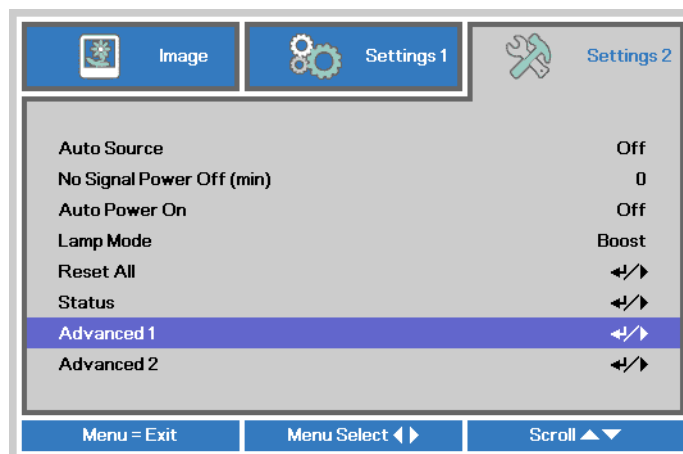 Image Settings 1 Settings 2
Auto Source Off
No Signal Power Off (min) 0
Auto Power On Off
Lamp Mode Boost
Reset All ↵/▶
Status ↵/▶
Advanced 1 ↵/▶
Advanced 2 ↵/▶
Menu = Exit Menu Select ◀▶ Scroll ▲▼